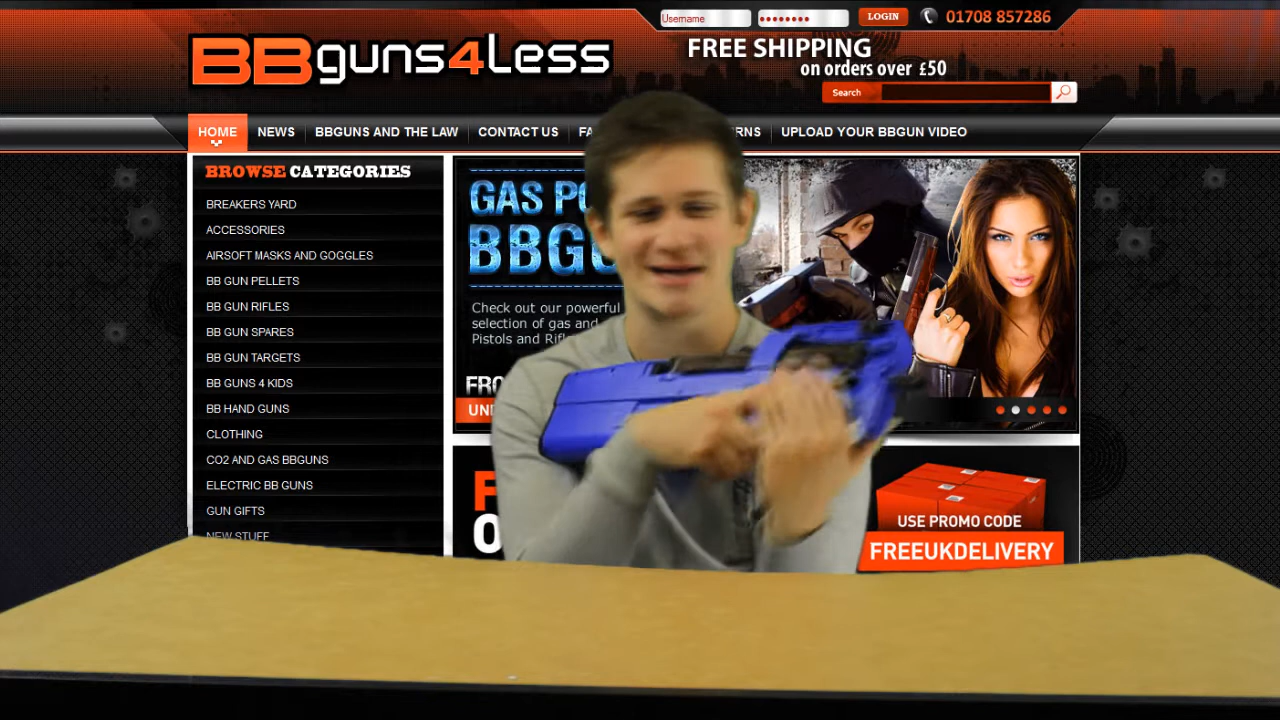 Username
●●●●●●●●
LOGIN
01708 857286
BBguns4Less
FREE SHIPPING
on orders over £50
Search
HOME
NEWS
BBGUNS AND THE LAW
CONTACT US
UPLOAD YOUR BBGUN VIDEO
BROWSE CATEGORIES
BREAKERS YARD
ACCESSORIES
AIRSOFT MASKS AND GOGGLES
BB GUN PELLETS
BB GUN RIFLES
BB GUN SPARES
BB GUN TARGETS
BB GUNS 4 KIDS
BB HAND GUNS
CLOTHING
CO2 AND GAS BBGUNS
ELECTRIC BB GUNS
GUN GIFTS
NEW STUFF
GAS
Check out our powerful
selection of gas and
Pistols and
USE PROMO CODE
FREEUKDELIVERY